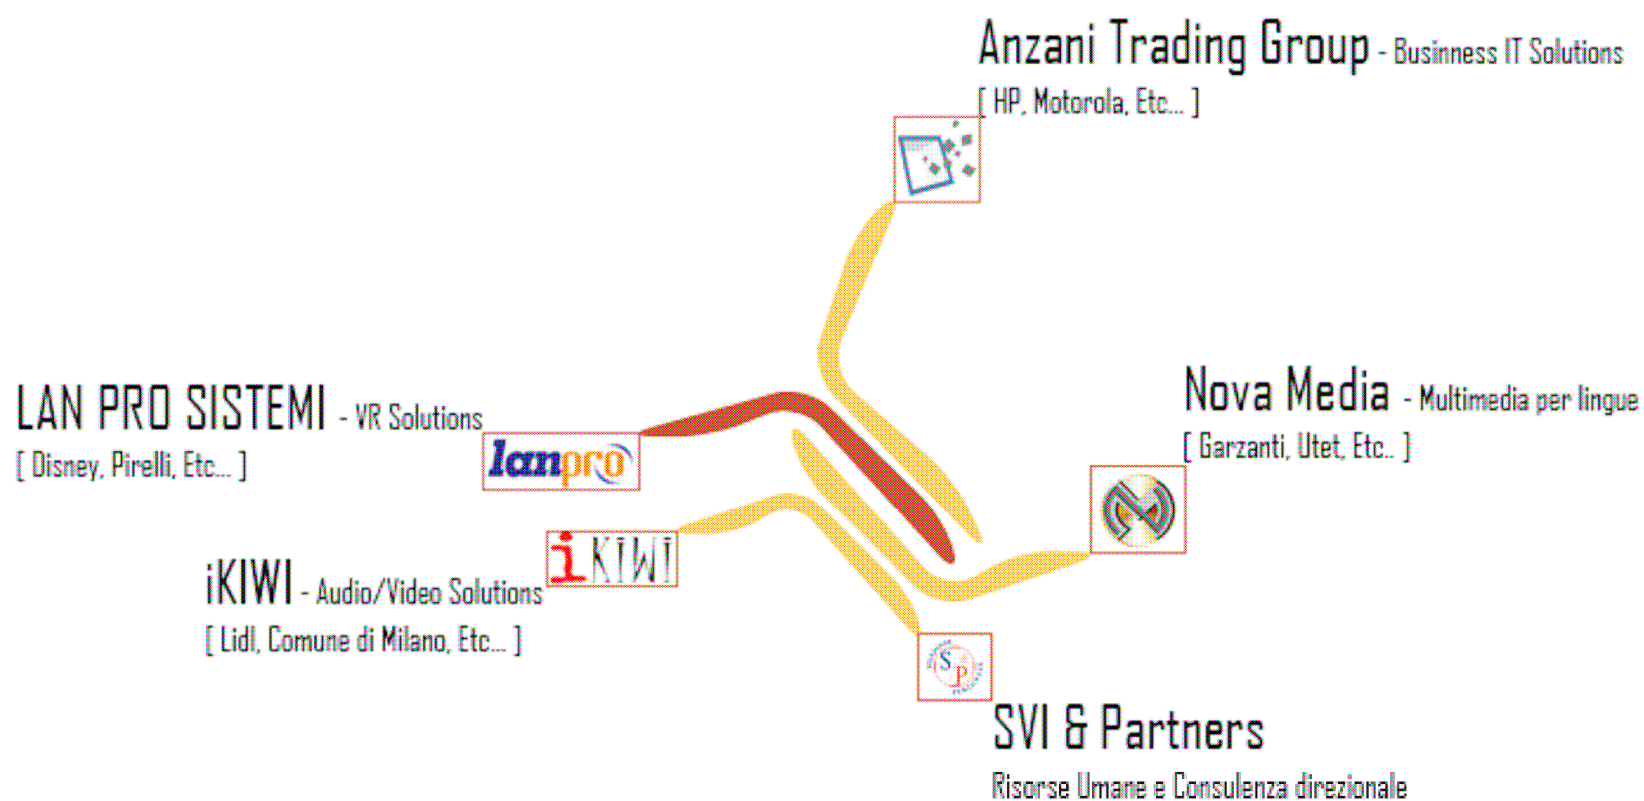 Anzani Trading Group - Businness IT Solutions
[ HP, Motorola, Etc... ]
LAN PRO SISTEMI - VR Solutions
[ Disney, Pirelli, Etc... ]
lanpro
Nova Media - Multimedia per lingue
[ Garzanti, Utet, Etc.. ]
i KIWI
iKIWI - Audio/Video Solutions
[ Lidl, Comune di Milano, Etc... ]
SP
SVI & Partners
Risorse Umane e Consulenza direzionale